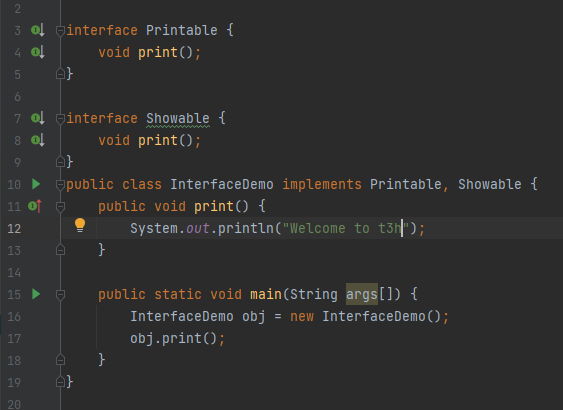 2
3 interface Printable {
4 void print();
5 }
6
7 interface Showable {
8 void print();
9 }
10 public class InterfaceDemo implements Printable, Showable {
11 public void print() {
12 System.out.println("Welcome to t3h");
13 }
14
15 public static void main(String args[]) {
16 InterfaceDemo obj = new InterfaceDemo();
17 obj.print();
18 }
19 }
20